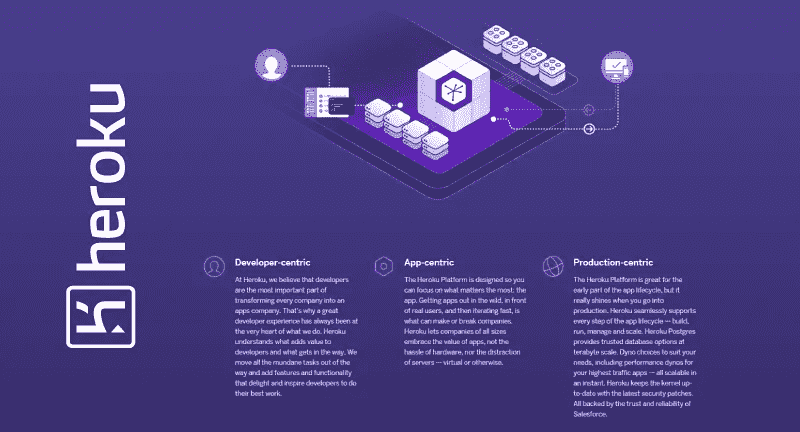 heroku
Developer-centric
At Heroku, we believe that developers
are the most important part of
transforming every company into an
apps company. That's why a great
developer experience has always been at
the very heart of what we do. Heroku
understands what adds value to
developers and what gets in the way. We
move all the mundane tasks out of the
way and add features and functionality
that delight and inspire developers to do
their best work.
App-centric
The Heroku Platform is designed so you
can focus on what matters the most: the
app. Getting apps out in the wild, in front
of real users, and then iterating fast, is
what can make or break companies.
Heroku lets companies of all sizes
embrace the value of apps, not the
hassle of hardware, nor the distraction
of servers — virtual or otherwise.
Production-centric
The Heroku Platform is great for the
early part of the app lifecycle, but it
really shines when you go into
production. Heroku seamlessly supports
every step of the app lifecycle — build,
run, manage and scale. Heroku Postgres
provides trusted database options at
terabyte scale. Dyno choices to suit your
needs, including performance dynos for
your highest traffic apps — all scalable in
an instant. Heroku keeps the kernel up-
to-date with the latest security patches.
All backed by the trust and reliability of
Salesforce.